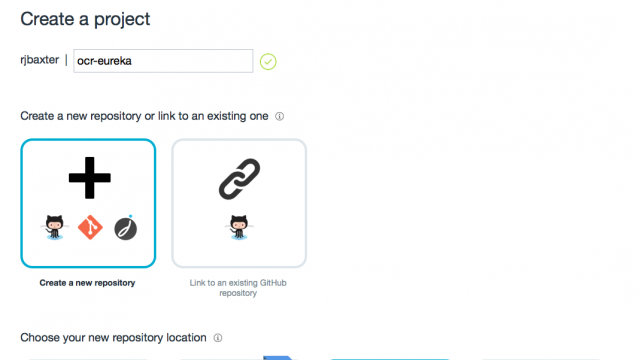 Create a project
rjbaxter | ocr-eureka
Create a new repository or link to an existing one
Create a new repository
Link to an existing GitHub
repository
Choose your new repository location